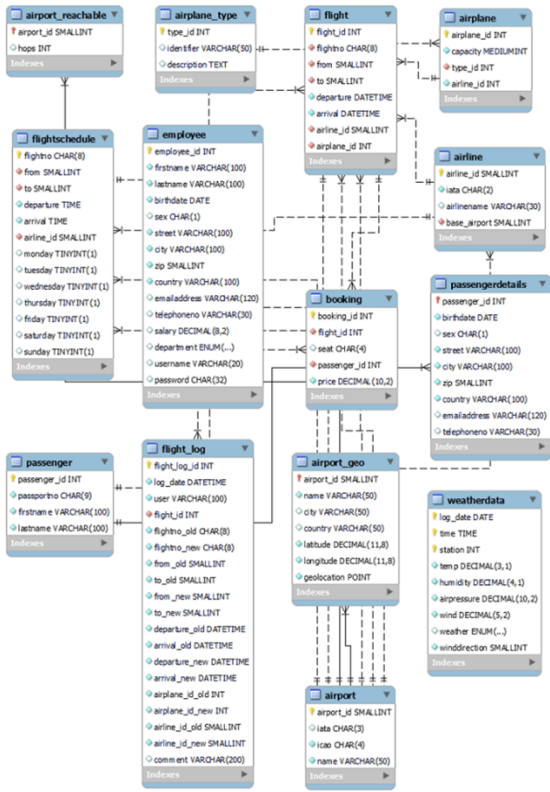 airport_reachable
airport_id SMALLINT
hops INT
Indexes
airplane_type
type_id INT
identifier VARCHAR(50)
description TEXT
Indexes
flight
flight_id INT
flightno CHAR(8)
from SMALLINT
to SMALLINT
departure DATETIME
arrival DATETIME
airline_id SMALLINT
airplane_id INT
Indexes
airplane
airplane_id INT
capacity MEDIUMINT
type_id INT
airline_id INT
Indexes
flightschedule
flightno CHAR(8)
from SMALLINT
to SMALLINT
departure TIME
arrival TIME
airline_id SMALLINT
monday TINYINT(1)
tuesday TINYINT(1)
wednesday TINYINT(1)
thursday TINYINT(1)
friday TINYINT(1)
saturday TINYINT(1)
sunday TINYINT(1)
Indexes
employee
employee_id INT
firstname VARCHAR(100)
lastname VARCHAR(100)
birthdate DATE
sex CHAR(1)
street VARCHAR(100)
city VARCHAR(100)
zip SMALLINT
country VARCHAR(100)
emailaddress VARCHAR(120)
telephoneno VARCHAR(30)
salary DECIMAL (8,2)
department ENUM(...)
username VARCHAR(20)
password CHAR(32)
Indexes
airline
airline_id SMALLINT
iata CHAR(2)
airlinename VARCHAR(30)
base_airport SMALLINT
Indexes
booking
booking_id INT
flight_id INT
seat CHAR(4)
passenger_id INT
price DECIMAL(10,2)
Indexes
passengerdetails
passenger_id INT
birthdate DATE
sex CHAR(1)
street VARCHAR(100)
city VARCHAR(100)
zip SMALLINT
country VARCHAR(100)
emailaddress VARCHAR(120)
telephoneno VARCHAR(30)
Indexes
passenger
passenger_id INT
passportno CHAR(9)
firstname VARCHAR(100)
lastname VARCHAR(100)
Indexes
flight_log
flight_log_id INT
log_date DATETIME
user VARCHAR(100)
flight_id INT
flightno_old CHAR(8)
flightno_new CHAR(8)
from_old SMALLINT
to_old SMALLINT
from_new SMALLINT
to_new SMALLINT
departure_old DATETIME
arrival_old DATETIME
departure_new DATETIME
arrival_new DATETIME
airplane_id_old INT
airplane_id_new INT
airline_id_old SMALLINT
airline_id_new SMALLINT
comment VARCHAR(200)
Indexes
airport_geo
airport_id SMALLINT
name VARCHAR(50)
city VARCHAR(50)
country VARCHAR(50)
latitude DECIMAL(11,8)
longitude DECIMAL(11,8)
geolocation POINT
Indexes
weatherdata
log_date DATE
time TIME
station INT
temp DECIMAL(3,1)
humidity DECIMAL(4,1)
airpressure DECIMAL(10,2)
wind DECIMAL(5,2)
weather ENUM(...)
winddirection SMALLINT
Indexes
airport
airport_id SMALLINT
iata CHAR(3)
icao CHAR(4)
name VARCHAR(50)
Indexes